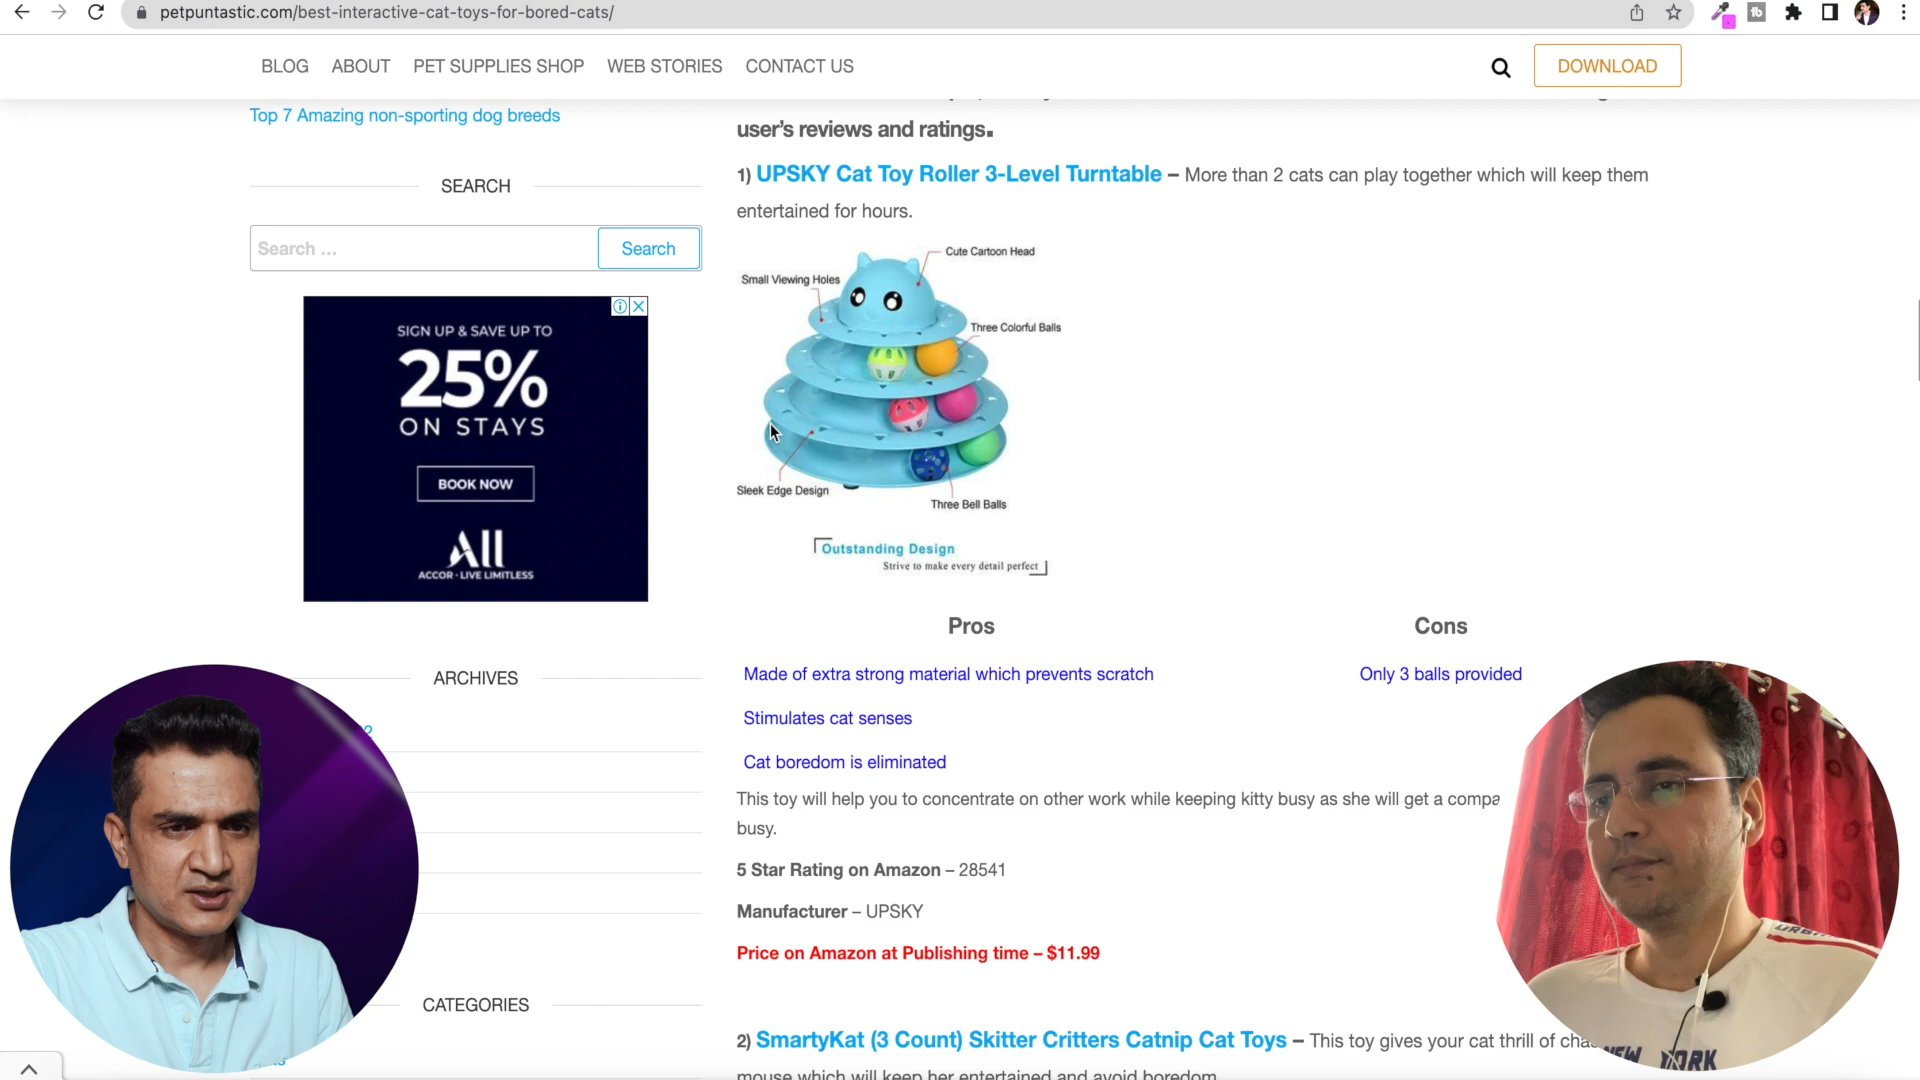 petpuntastic.com/best-interactive-cat-toys-for-bored-cats/
BLOG ABOUT PET SUPPLIES SHOP WEB STORIES CONTACT US
DOWNLOAD
Top 7 Amazing non-sporting dog breeds
SEARCH
Search ...
Search
SIGN UP & SAVE UP TO
25%
ON STAYS
BOOK NOW
All
ACCOR · LIVE LIMITLESS
ARCHIVES
CATEGORIES
user's reviews and ratings.
1) UPSKY Cat Toy Roller 3-Level Turntable – More than 2 cats can play together which will keep them
entertained for hours.
Cute Cartoon Head
Small Viewing Holes
Three Colorful Balls
Sleek Edge Design
Three Bell Balls
Outstanding Design
Strive to make every detail perfect
Pros
Cons
Made of extra strong material which prevents scratch
Only 3 balls provided
Stimulates cat senses
Cat boredom is eliminated
This toy will help you to concentrate on other work while keeping kitty busy as she will get a compa
busy.
5 Star Rating on Amazon – 28541
Manufacturer – UPSKY
Price on Amazon at Publishing time – $11.99
2) SmartyKat (3 Count) Skitter Critters Catnip Cat Toys – This toy gives your cat thrill of cha
mouse which will keep her entertained and avoid boredom
NEW YORK